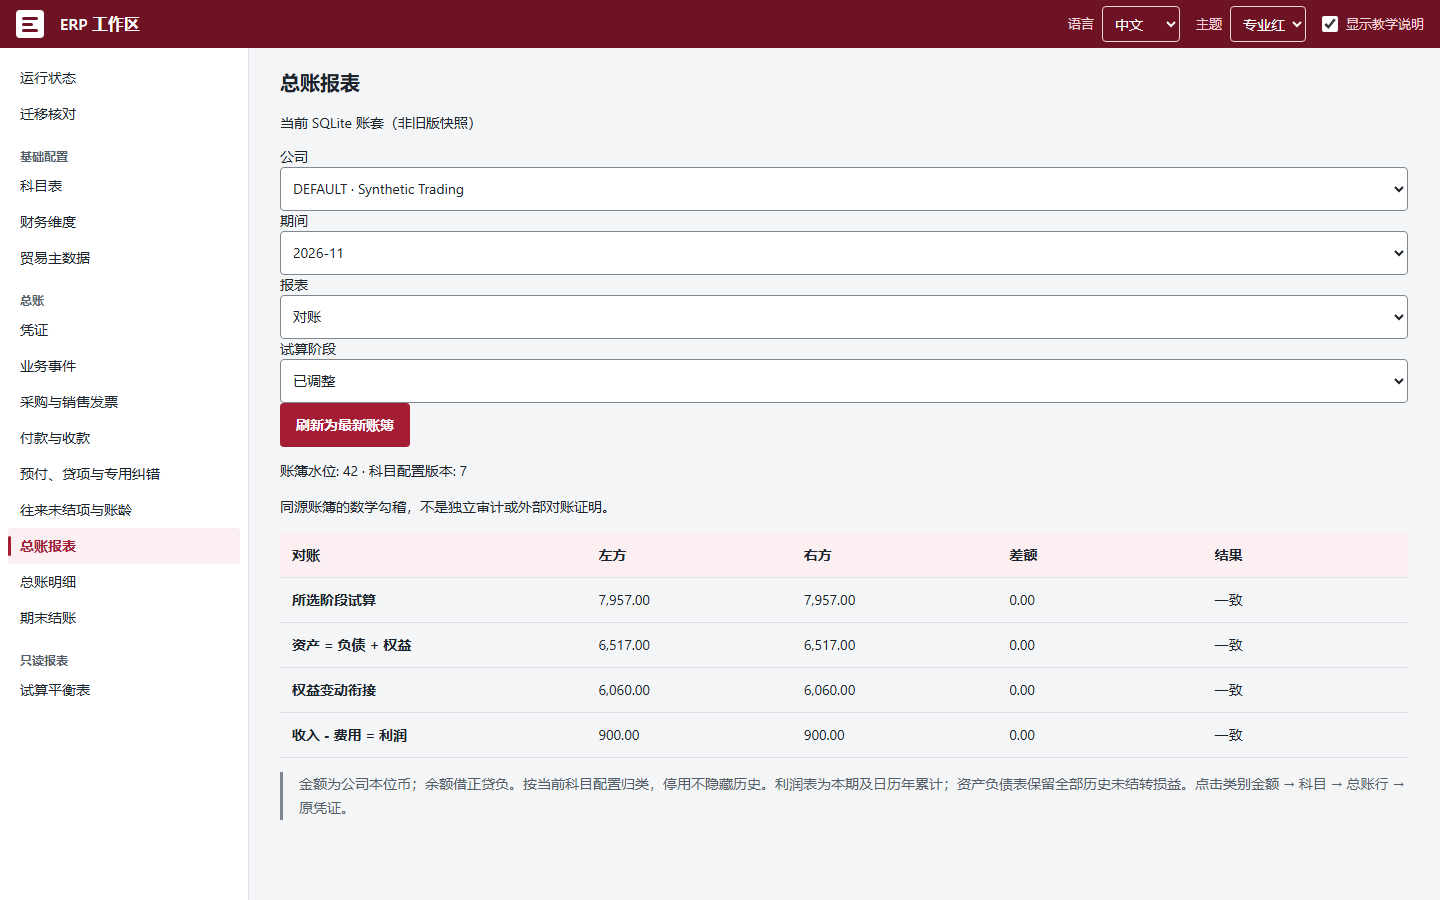 ERP 工作区
语言 中文 主题 专业红 显示教学说明
运行状态
迁移核对
基础配置
科目表
财务维度
贸易主数据
总账
凭证
业务事件
采购与销售发票
付款与收款
预付、贷项与专用纠错
往来未结项与账龄
总账报表
总账明细
期末结账
只读报表
试算平衡表
总账报表
当前 SQLite 账套（非旧版快照）
公司
DEFAULT · Synthetic Trading
期间
2026-11
报表
对账
试算阶段
已调整
刷新为最新账簿
账簿水位: 42 · 科目配置版本: 7
同源账簿的数学勾稽，不是独立审计或外部对账证明。
对账 左方 右方 差额 结果
所选阶段试算 7,957.00 7,957.00 0.00 一致
资产 = 负债 + 权益 6,517.00 6,517.00 0.00 一致
权益变动衔接 6,060.00 6,060.00 0.00 一致
收入 - 费用 = 利润 900.00 900.00 0.00 一致
金额为公司本位币；余额借正贷负。按当前科目配置归类，停用不隐藏历史。利润表为本期及日历年累计；资产负债表保留全部历史未结转损益。点击类别金额 → 科目 → 总账行 →
原凭证。